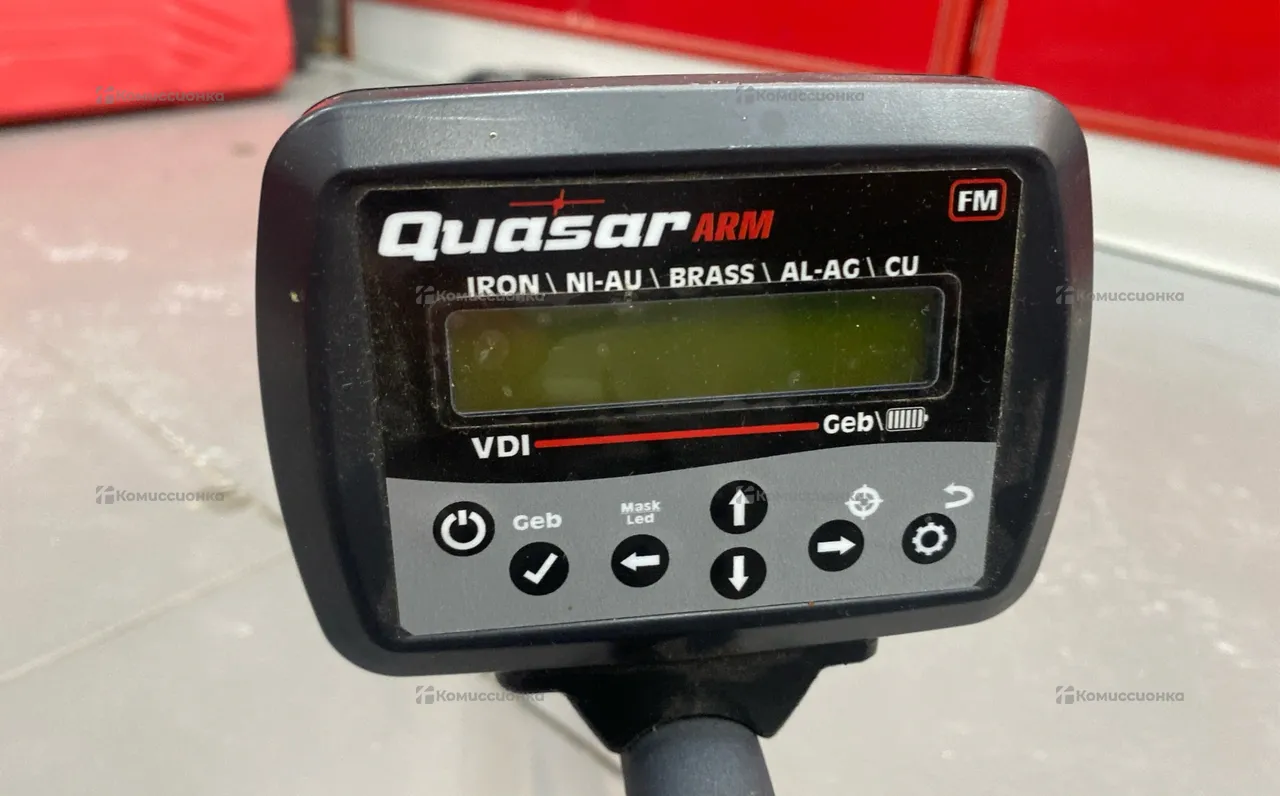 Комиссионка
Комиссионка
Quasar ARM
FM
IRON \ NI-AU \ BRASS \ AL-AG \ CU
Комиссионка
Комиссионка
VDI
Geb\
Geb
Mask
Led
Комиссионка
Комиссионка
Комиссионка
Комиссионка